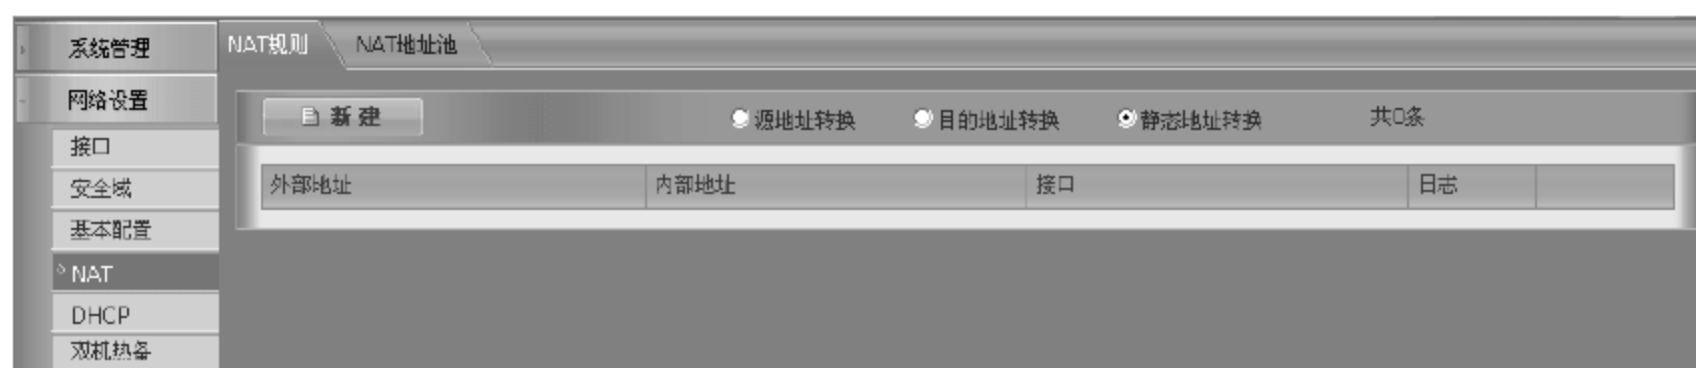 系统管理
网络设置
接口
安全域
基本配置
NAT
DHCP
双机热备
NAT规则 NAT地址池
新建 源地址转换 目的地址转换 静态地址转换 共0条
外部地址 内部地址 接口 日志